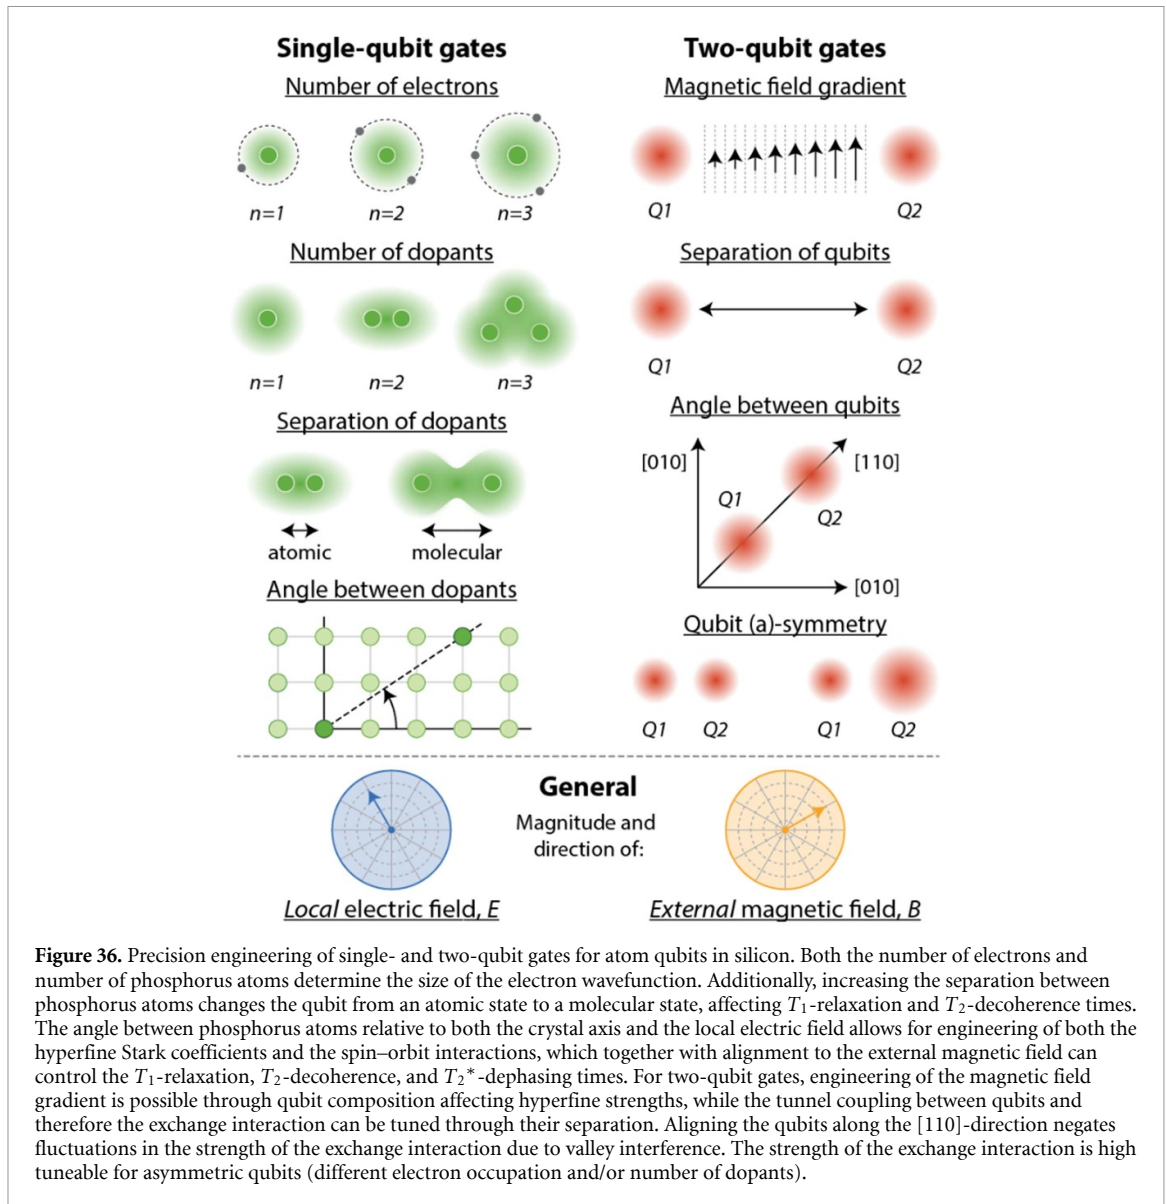 Single-qubit gates
Number of electrons
n=1 n=2 n=3
Number of dopants
n=1 n=2 n=3
Separation of dopants
atomic molecular
Angle between dopants
Two-qubit gates
Magnetic field gradient
Q1 Q2
Separation of qubits
Q1 Q2
Angle between qubits
[010] [110]
Q1
Q2
[010]
Qubit (a)-symmetry
Q1 Q2 Q1 Q2
General
Magnitude and
direction of:
Local electric field, E
External magnetic field, B
Figure 36. Precision engineering of single- and two-qubit gates for atom qubits in silicon. Both the number of electrons and
number of phosphorus atoms determine the size of the electron wavefunction. Additionally, increasing the separation between
phosphorus atoms changes the qubit from an atomic state to a molecular state, affecting T1-relaxation and T2-decoherence times.
The angle between phosphorus atoms relative to both the crystal axis and the local electric field allows for engineering of both the
hyperfine Stark coefficients and the spin–orbit interactions, which together with alignment to the external magnetic field can
control the T1-relaxation, T2-decoherence, and T2*-dephasing times. For two-qubit gates, engineering of the magnetic field
gradient is possible through qubit composition affecting hyperfine strengths, while the tunnel coupling between qubits and
therefore the exchange interaction can be tuned through their separation. Aligning the qubits along the [110]-direction negates
fluctuations in the strength of the exchange interaction due to valley interference. The strength of the exchange interaction is high
tuneable for asymmetric qubits (different electron occupation and/or number of dopants).